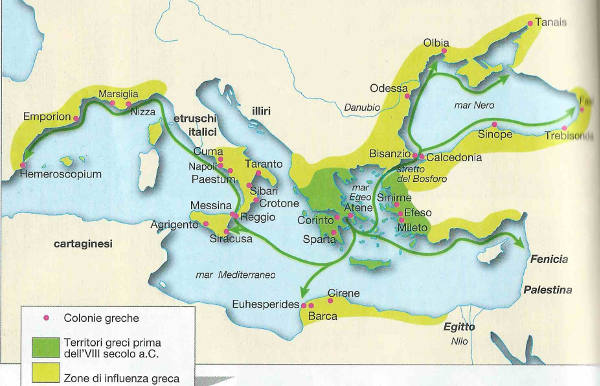 Tanais
Olbia
Odessa
Danubio
mar Nero
Sinope
Trebisonda
Bisanzio
Calcedonia
stretto
del Bosforo
Marsiglia
Nizza
Emporion
Hemeroscopium
etruschi
italici
illiri
Cuma
Napoli
Paestum
Taranto
Sibari
Crotone
Messina
Reggio
Agrigento
Siracusa
mar
Egeo
Atene
Corinto
Sparta
Smirne
Efeso
Mileto
cartaginesi
mar Mediterraneo
Fenicia
Palestina
Euhesperides
Cirene
Barca
Egitto
Nilo
Colonie greche
Territori greci prima
dell'VIII secolo a.C.
Zone di influenza greca